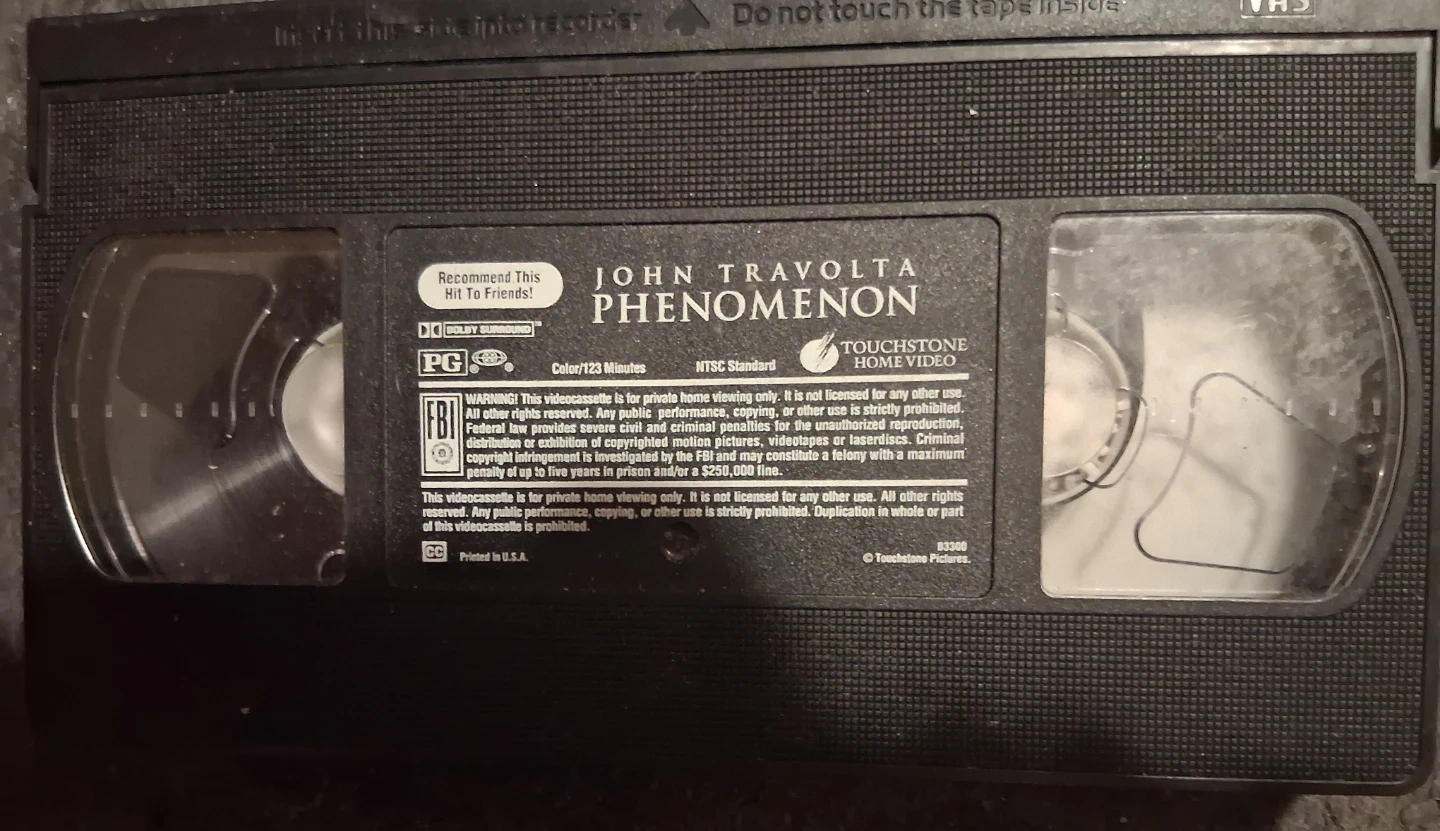 Insert this side into recorder
Do not touch the tape inside
VHS
Recommend This
Hit To Friends!
JOHN TRAVOLTA
PHENOMENON
DOLBY SURROUND™
PG ® ®
Color/123 Minutes
NTSC Standard
TOUCHSTONE
HOME VIDEO
FBI
WARNING! This videocassette is for private home viewing only. It is not licensed for any other use.
All other rights reserved. Any public performance, copying, or other use is strictly prohibited.
Federal law provides severe civil and criminal penalties for the unauthorized reproduction,
distribution or exhibition of copyrighted motion pictures, videotapes or laserdiscs. Criminal
copyright infringement is investigated by the FBI and may constitute a felony with a maximum
penalty of up to five years in prison and/or a $250,000 fine.
This videocassette is for private home viewing only. It is not licensed for any other use. All other rights
reserved. Any public performance, copying, or other use is strictly prohibited. Duplication in whole or part
of this videocassette is prohibited.
CC
Printed in U.S.A.
83300
© Touchstone Pictures.